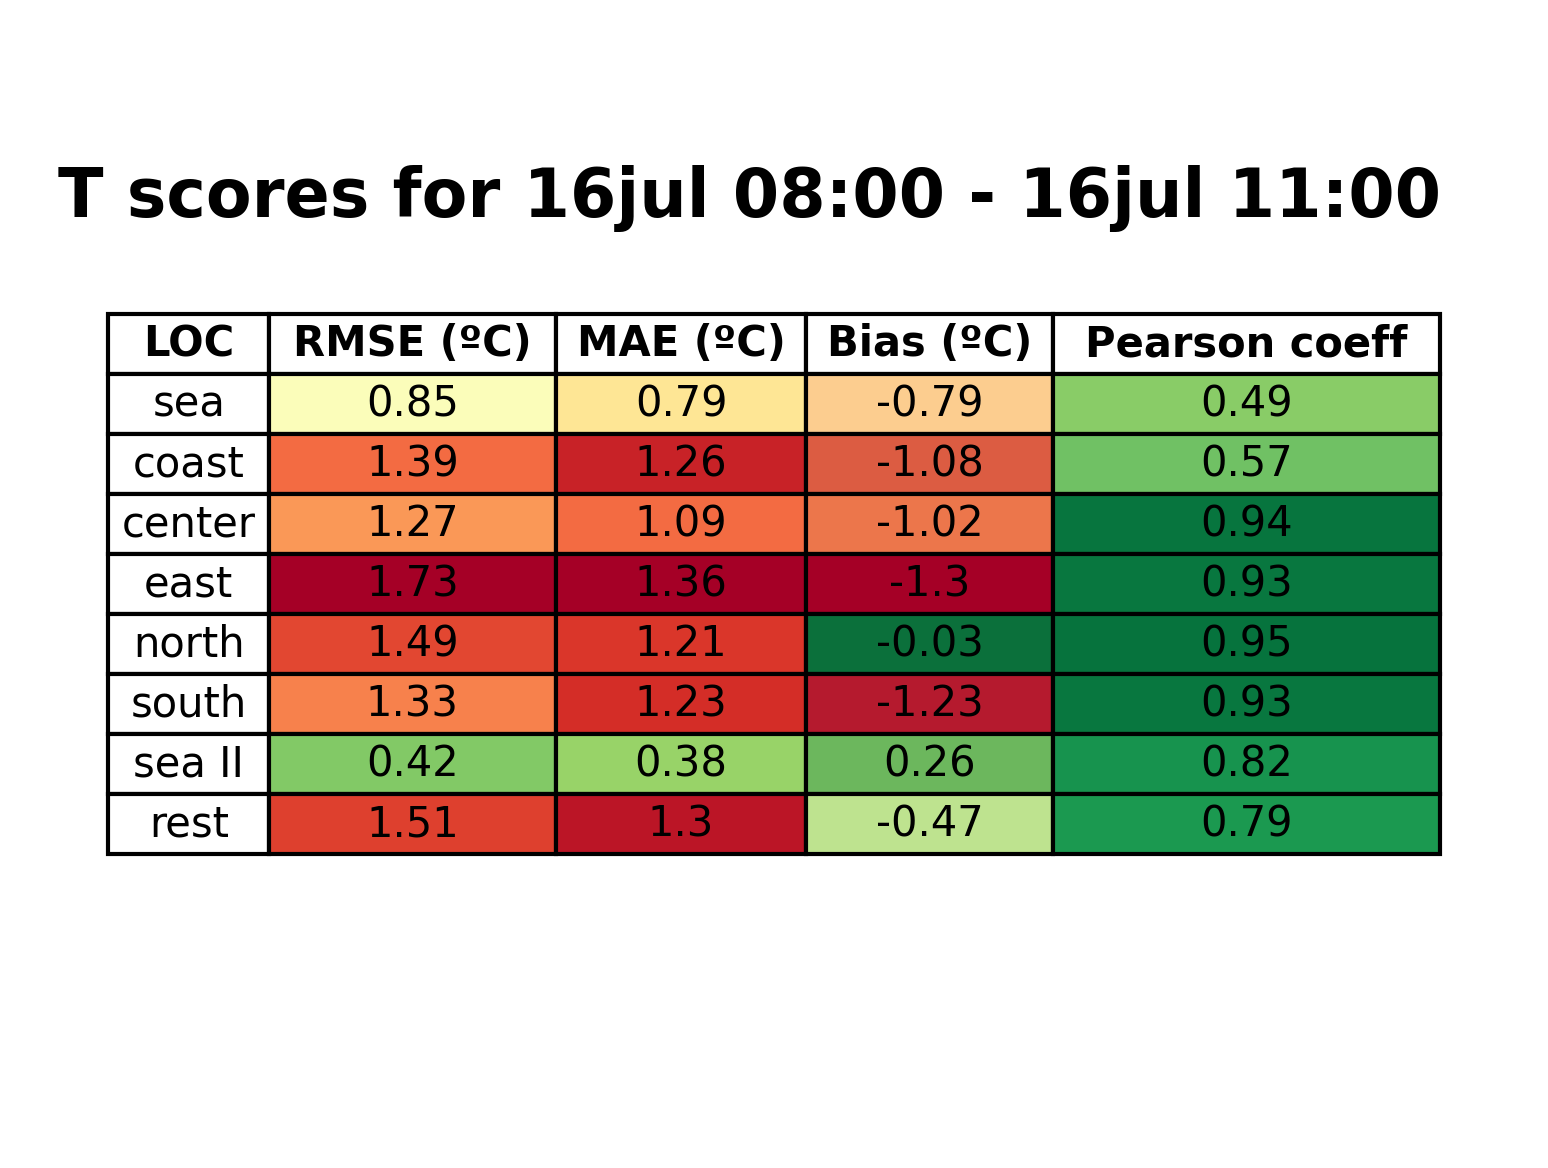 T scores for 16jul 08:00 - 16jul 11:00
LOC RMSE (ºC) MAE (ºC) Bias (ºC) Pearson coeff
sea 0.85 0.79 -0.79 0.49
coast 1.39 1.26 -1.08 0.57
center 1.27 1.09 -1.02 0.94
east 1.73 1.36 -1.3 0.93
north 1.49 1.21 -0.03 0.95
south 1.33 1.23 -1.23 0.93
sea II 0.42 0.38 0.26 0.82
rest 1.51 1.3 -0.47 0.79